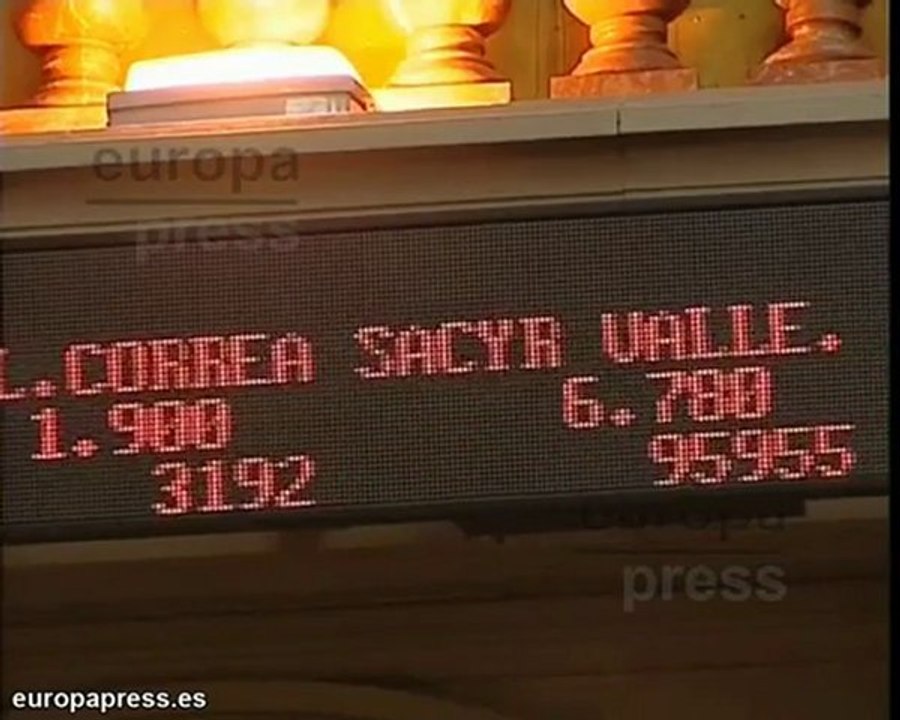 europa
press
L.CORREA SACYR VALLE.
1.900 6.780
3192 95955
europa
press
europapress.es